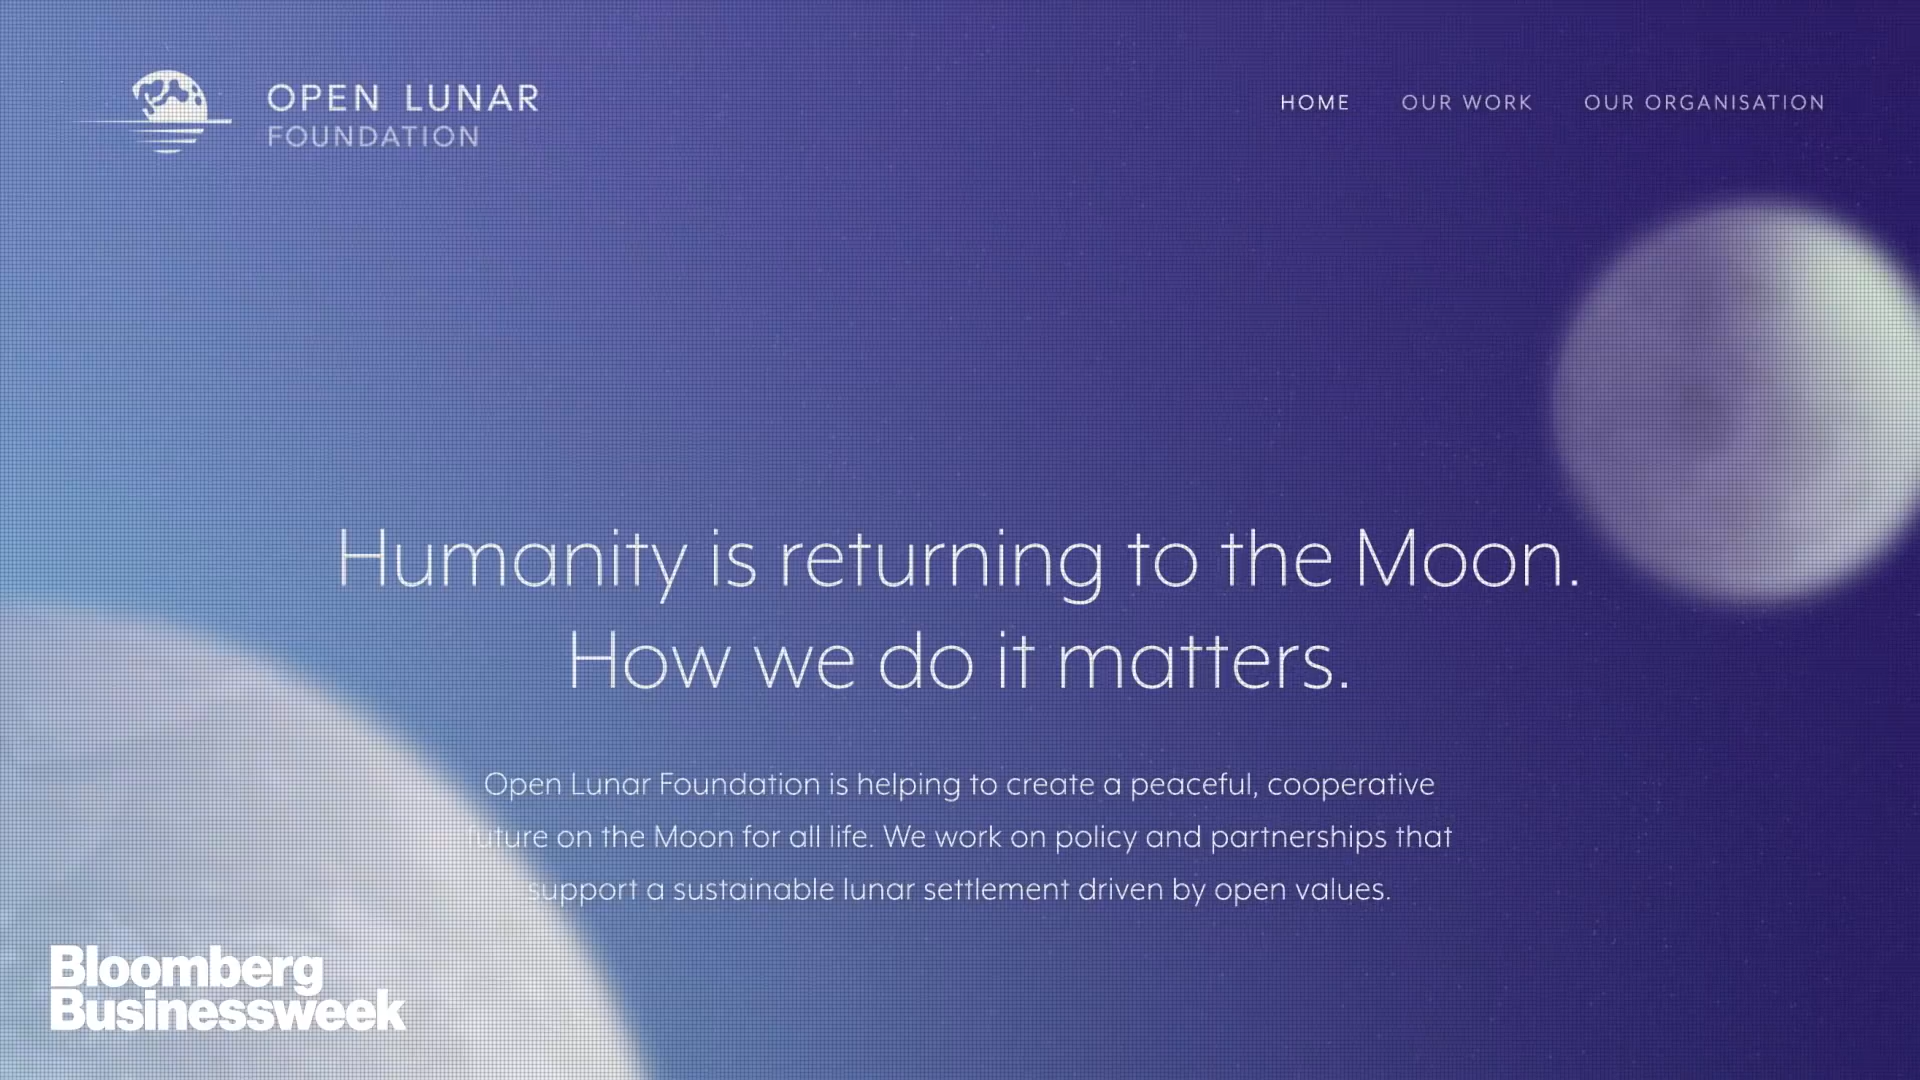 OPEN LUNAR
FOUNDATION
HOME
OUR WORK
OUR ORGANISATION
Humanity is returning to the Moon.
How we do it matters.
Open Lunar Foundation is helping to create a peaceful, cooperative
future on the Moon for all life. We work on policy and partnerships that
support a sustainable lunar settlement driven by open values.
Bloomberg
Businessweek